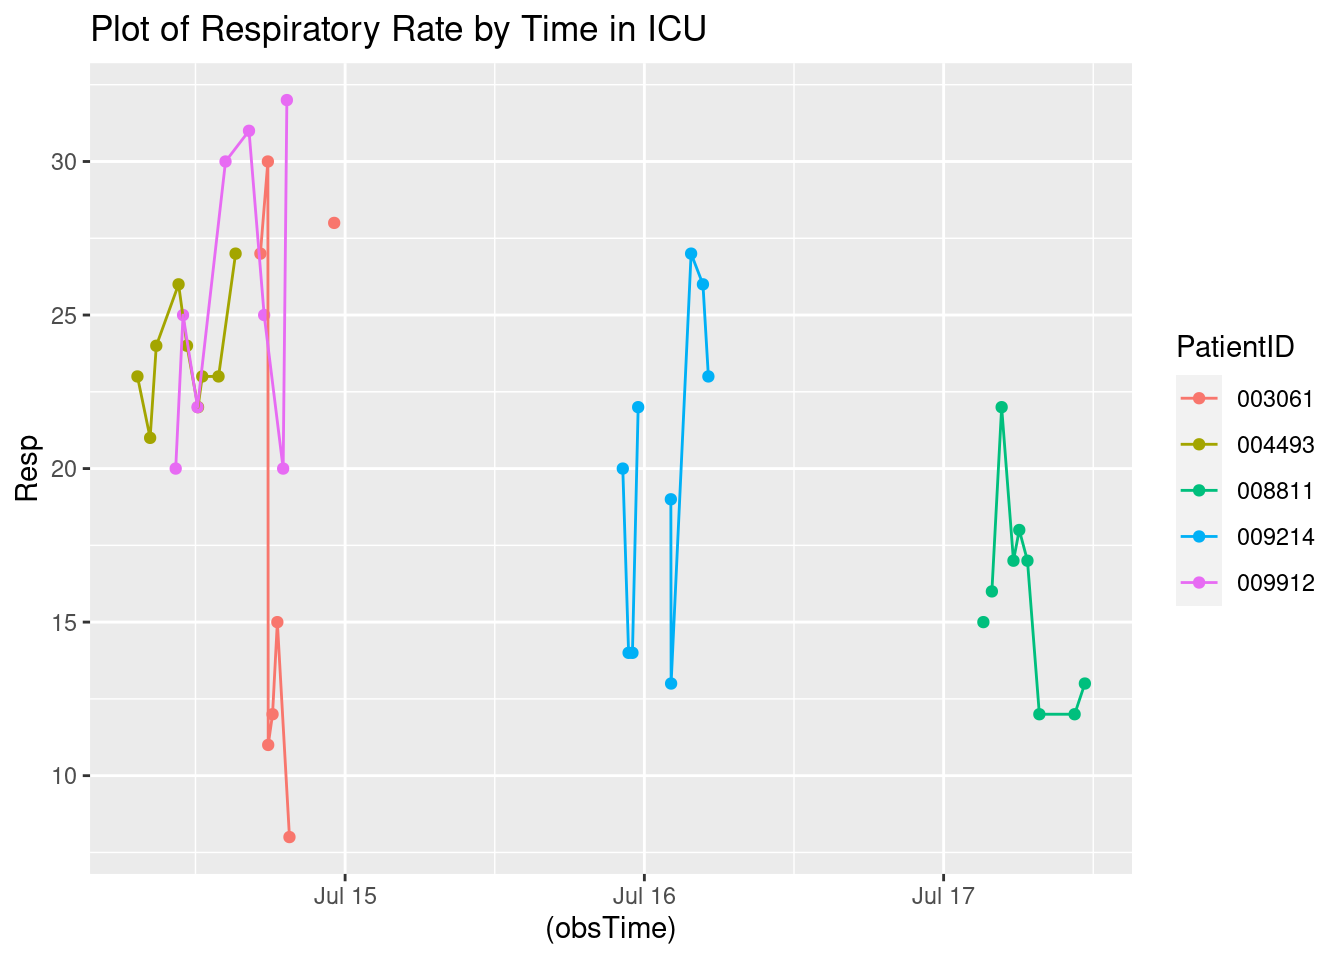 Plot of Respiratory Rate by Time in ICU
Resp
30
25
20
15
10
Jul 15
Jul 16
Jul 17
(obsTime)
PatientID
003061
004493
008811
009214
009912